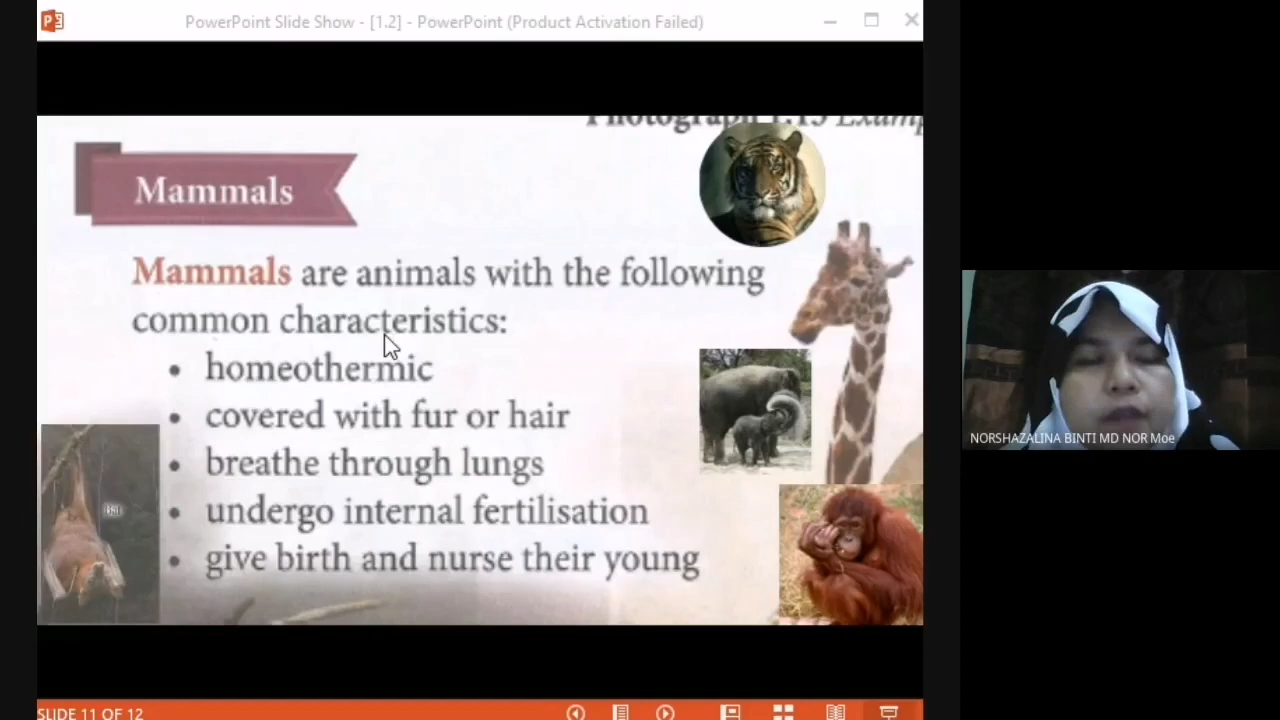 PowerPoint Slide Show - [1.2] - PowerPoint (Product Activation Failed)
Mammals
Mammals are animals with the following
common characteristics:
• homeothermic
• covered with fur or hair
• breathe through lungs
• undergo internal fertilisation
• give birth and nurse their young
Bat
NORSHAZALINA BINTI MD NOR Moe
SLIDE 11 OF 12